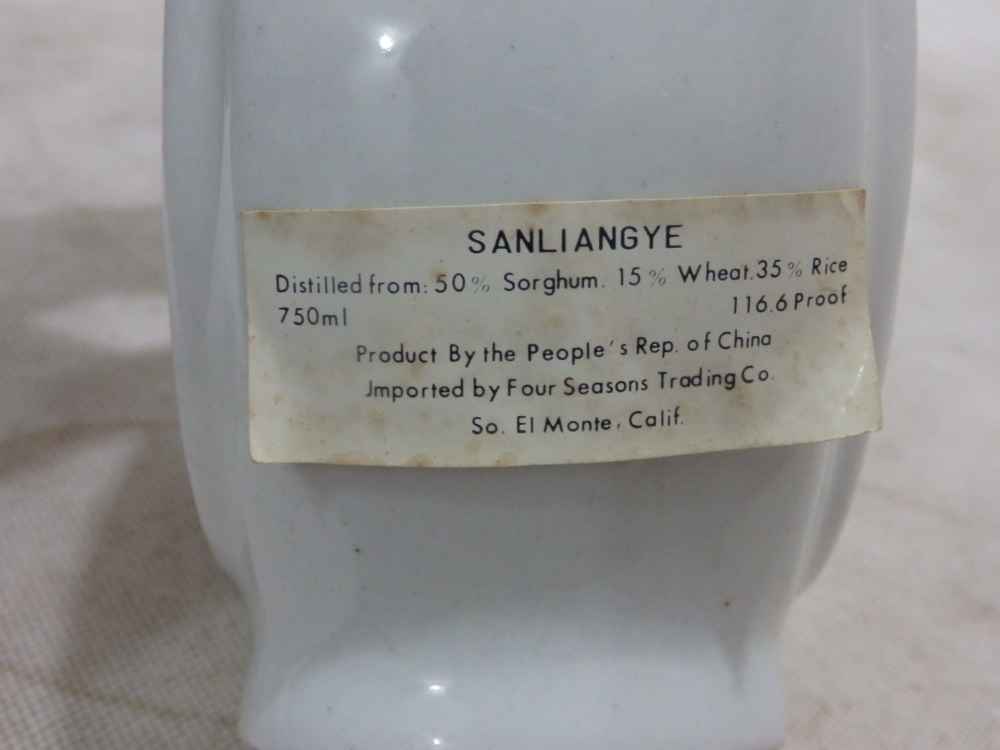 SANLIANGYE
Distilled from: 50% Sorghum. 15% Wheat. 35% Rice
750ml 116.6 Proof
Product By the People's Rep. of China
Jmported by Four Seasons Trading Co.
So. El Monte, Calif.